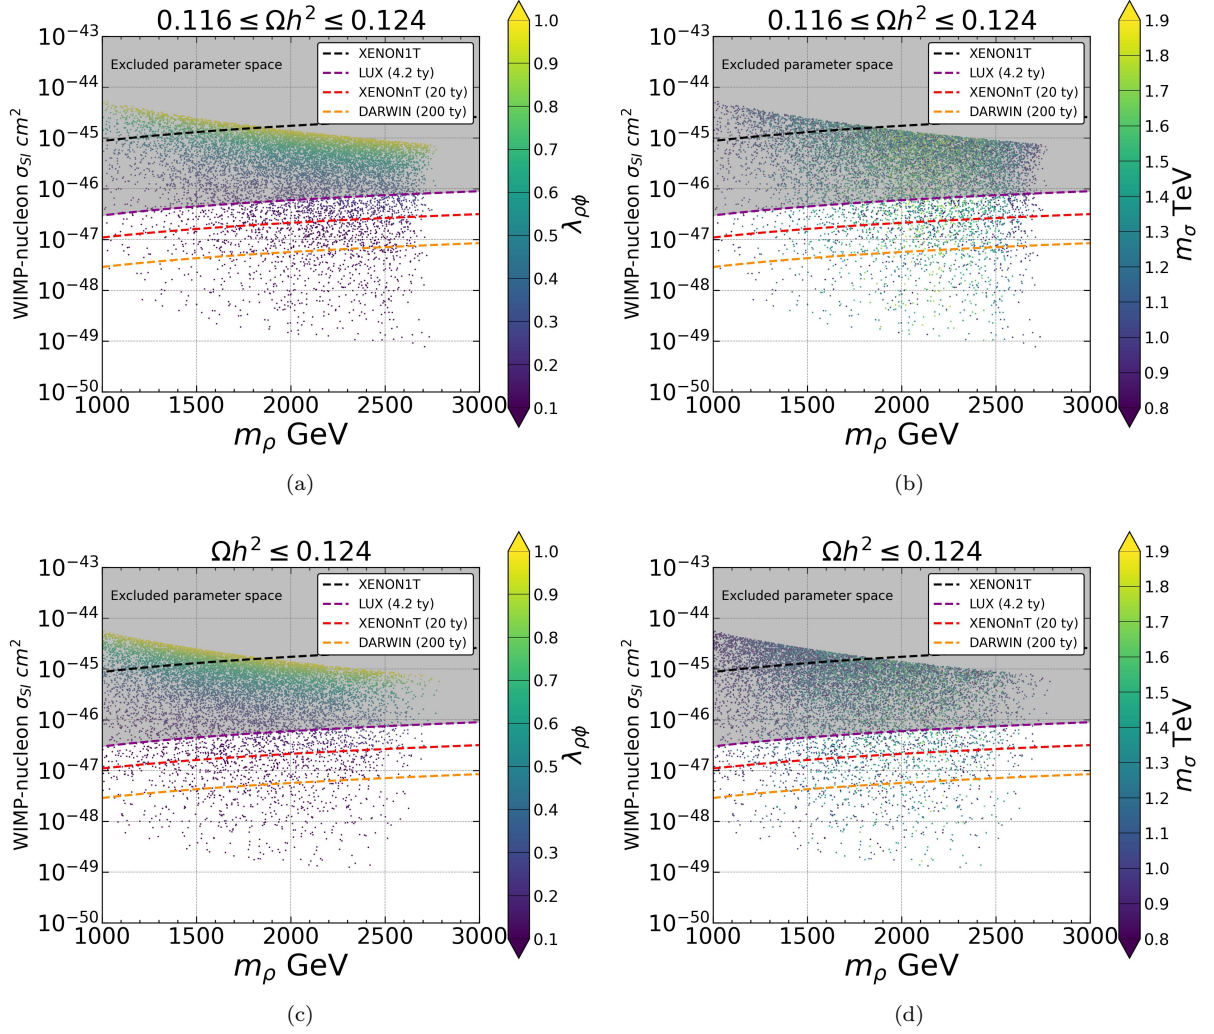 0.116 ≤ Ωh² ≤ 0.124
10⁻⁴³
10⁻⁴⁴
10⁻⁴⁵
10⁻⁴⁶
10⁻⁴⁷
10⁻⁴⁸
10⁻⁴⁹
10⁻⁵⁰
WIMP-nucleon σ_SI cm²
Excluded parameter space
XENON1T
LUX (4.2 ty)
XENONnT (20 ty)
DARWIN (200 ty)
1000 1500 2000 2500 3000
m_ρ GeV
1.0
0.9
0.8
0.7
0.6
0.5
0.4
0.3
0.2
0.1
λ_ρϕ
(a)
0.116 ≤ Ωh² ≤ 0.124
10⁻⁴³
10⁻⁴⁴
10⁻⁴⁵
10⁻⁴⁶
10⁻⁴⁷
10⁻⁴⁸
10⁻⁴⁹
10⁻⁵⁰
WIMP-nucleon σ_SI cm²
Excluded parameter space
XENON1T
LUX (4.2 ty)
XENONnT (20 ty)
DARWIN (200 ty)
1000 1500 2000 2500 3000
m_ρ GeV
1.9
1.8
1.7
1.6
1.5
1.4
1.3
1.2
1.1
1.0
0.9
0.8
m_σ TeV
(b)
Ωh² ≤ 0.124
10⁻⁴³
10⁻⁴⁴
10⁻⁴⁵
10⁻⁴⁶
10⁻⁴⁷
10⁻⁴⁸
10⁻⁴⁹
10⁻⁵⁰
WIMP-nucleon σ_SI cm²
Excluded parameter space
XENON1T
LUX (4.2 ty)
XENONnT (20 ty)
DARWIN (200 ty)
1000 1500 2000 2500 3000
m_ρ GeV
1.0
0.9
0.8
0.7
0.6
0.5
0.4
0.3
0.2
0.1
λ_ρϕ
(c)
Ωh² ≤ 0.124
10⁻⁴³
10⁻⁴⁴
10⁻⁴⁵
10⁻⁴⁶
10⁻⁴⁷
10⁻⁴⁸
10⁻⁴⁹
10⁻⁵⁰
WIMP-nucleon σ_SI cm²
Excluded parameter space
XENON1T
LUX (4.2 ty)
XENONnT (20 ty)
DARWIN (200 ty)
1000 1500 2000 2500 3000
m_ρ GeV
1.9
1.8
1.7
1.6
1.5
1.4
1.3
1.2
1.1
1.0
0.9
0.8
m_σ TeV
(d)